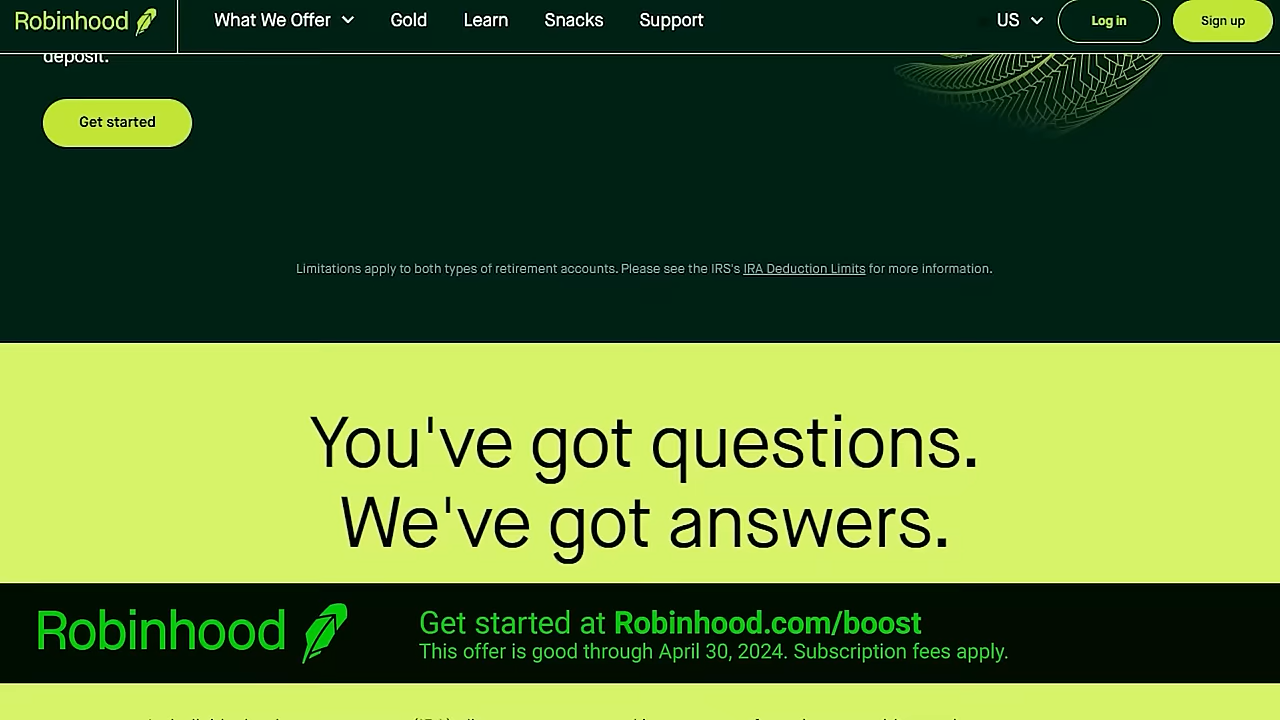 Robinhood
What We Offer
Gold
Learn
Snacks
Support
US
Log in
Sign up
deposit.
Get started
Limitations apply to both types of retirement accounts. Please see the IRS's IRA Deduction Limits for more information.
You've got questions.
We've got answers.
Robinhood
Get started at Robinhood.com/boost
This offer is good through April 30, 2024. Subscription fees apply.